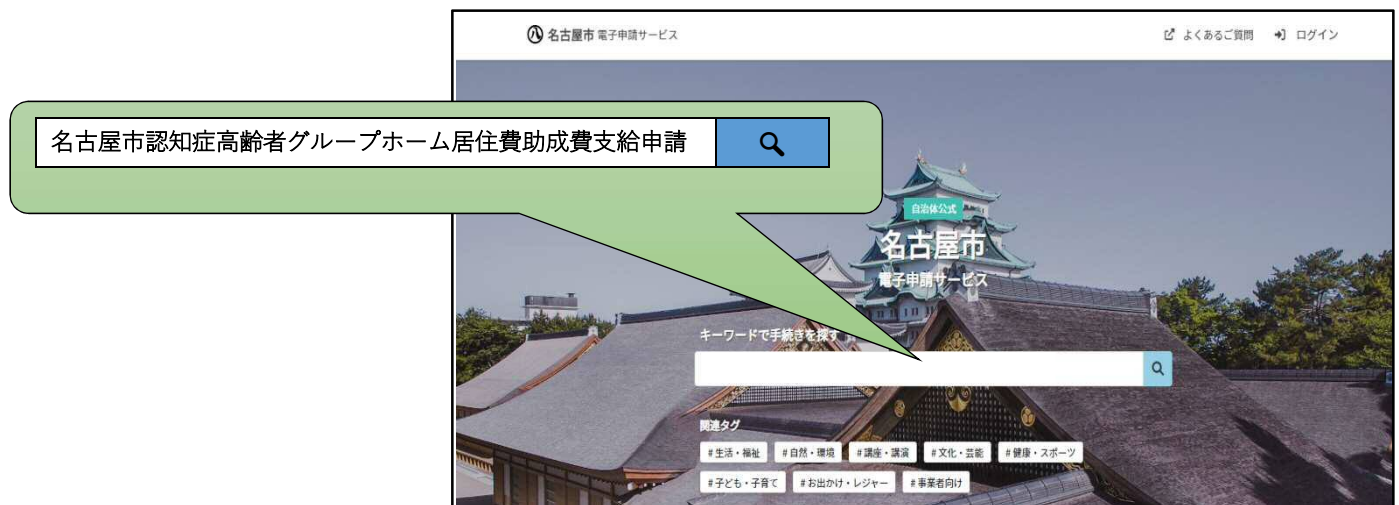 名古屋市 電子申請サービス
よくあるご質問 ログイン
名古屋市認知症高齢者グループホーム居住費助成費支給申請
自治体公式
名古屋市
電子申請サービス
キーワードで手続きを探す
関連タグ
#生活・福祉 #自然・環境 #講座・講演 #文化・芸能 #健康・スポーツ
#子ども・子育て #お出かけ・レジャー #事業者向け